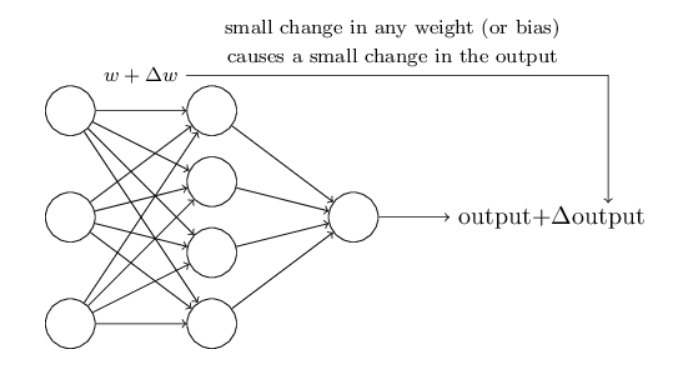 small change in any weight (or bias)
causes a small change in the output
w + Δw
output+Δoutput